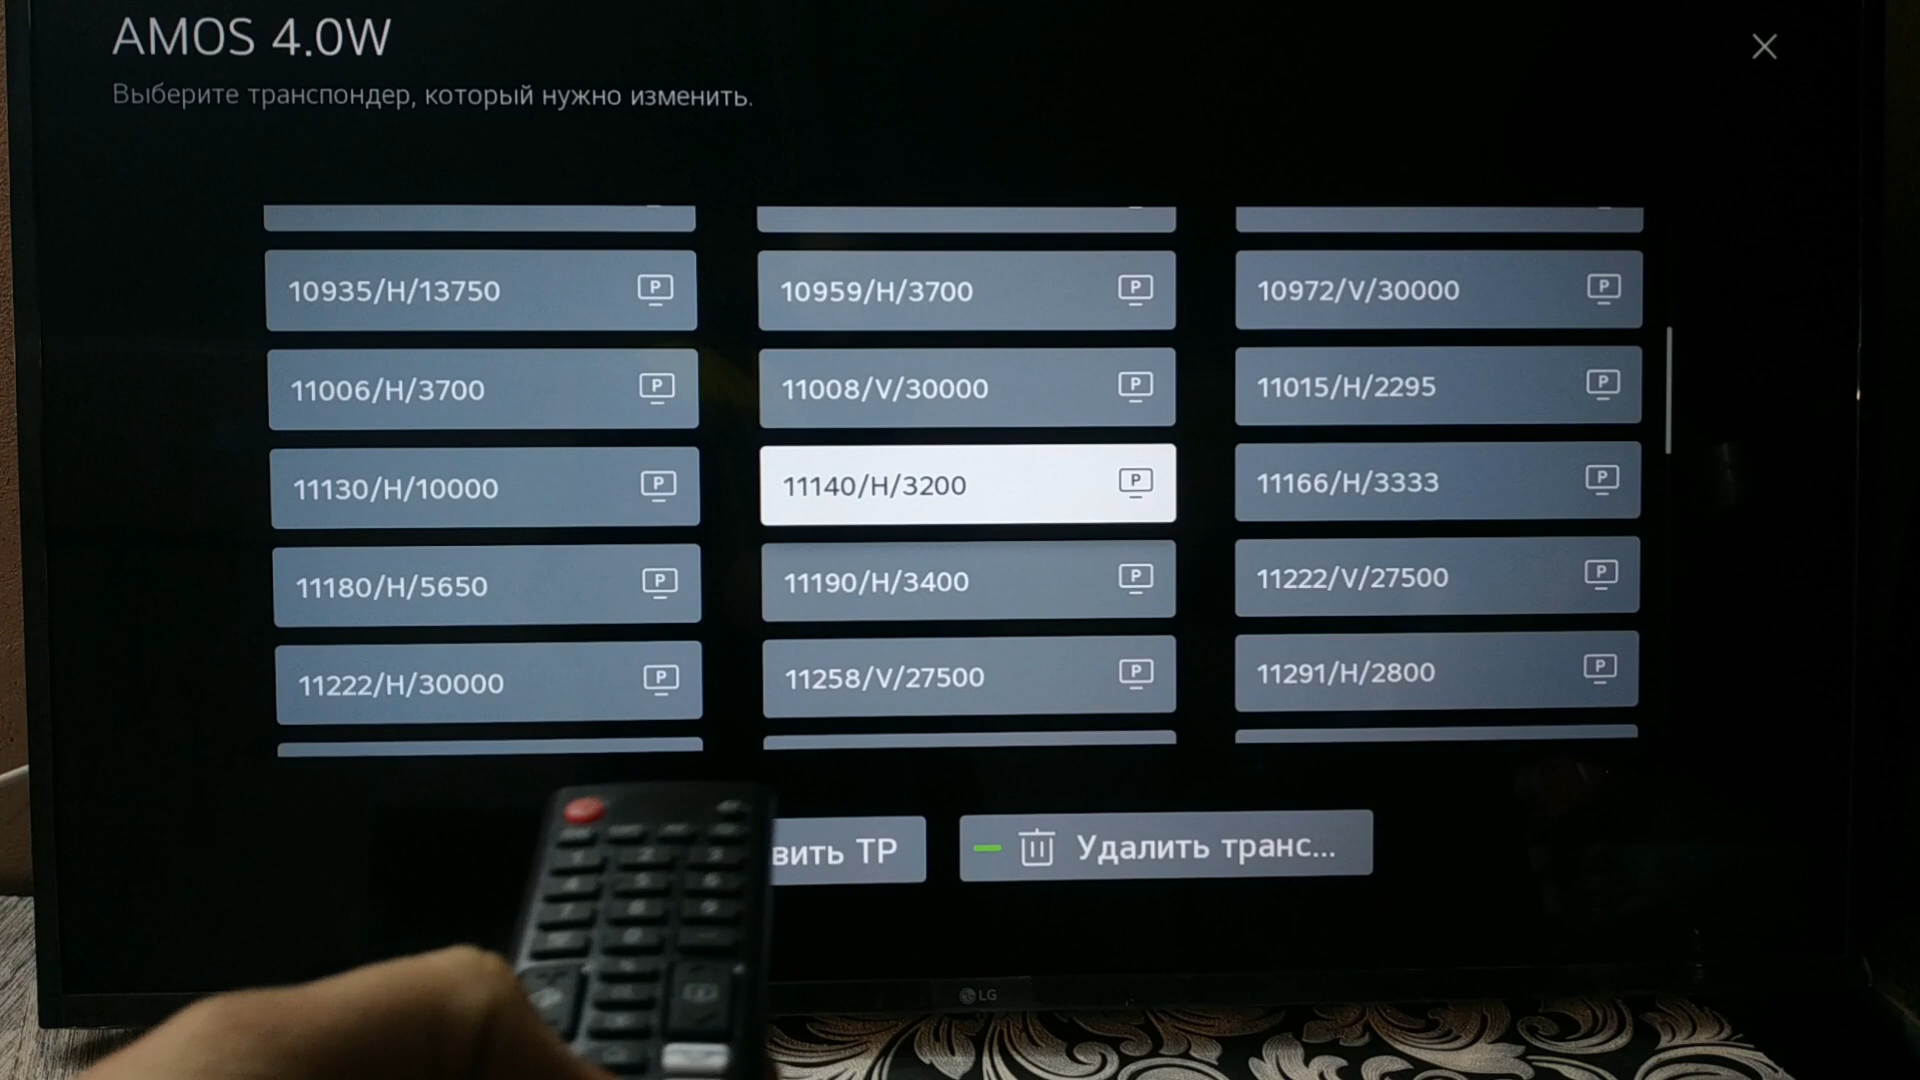 AMOS 4.0W
Выберите транспондер, который нужно изменить.
10935/H/13750 P
10959/H/3700 P
10972/V/30000 P
11006/H/3700 P
11008/V/30000 P
11015/H/2295 P
11130/H/10000 P
11140/H/3200 P
11166/H/3333 P
11180/H/5650 P
11190/H/3400 P
11222/V/27500 P
11222/H/30000 P
11258/V/27500 P
11291/H/2800 P
вить ТР
Удалить транс...
LG